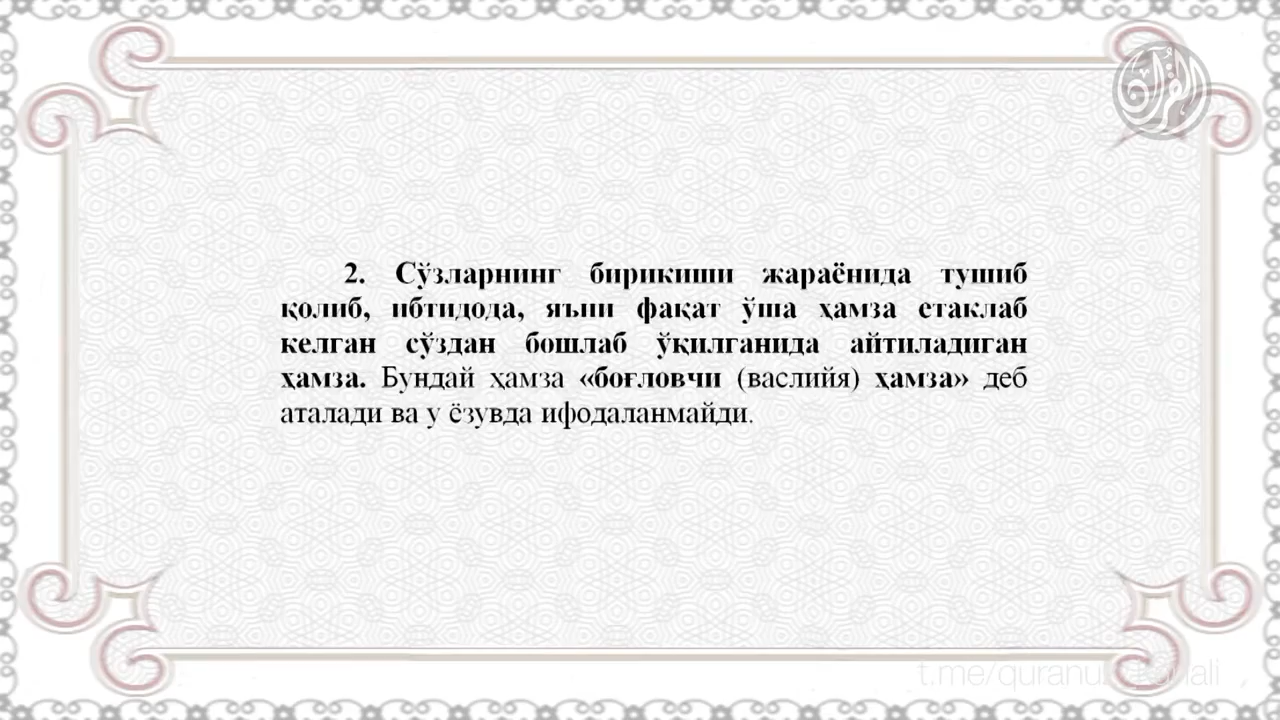 القرآن
2. Сўзларнинг бирикиши жараёнида тушиб
қолиб, ибтидода, яъни фақат ўша ҳамза етаклаб
келган сўздан бошлаб ўқилганида айтиладиган
ҳамза. Бундай ҳамза «боғловчи (васлийя) ҳамза» деб
аталади ва у ёзувда ифодаланмайди.